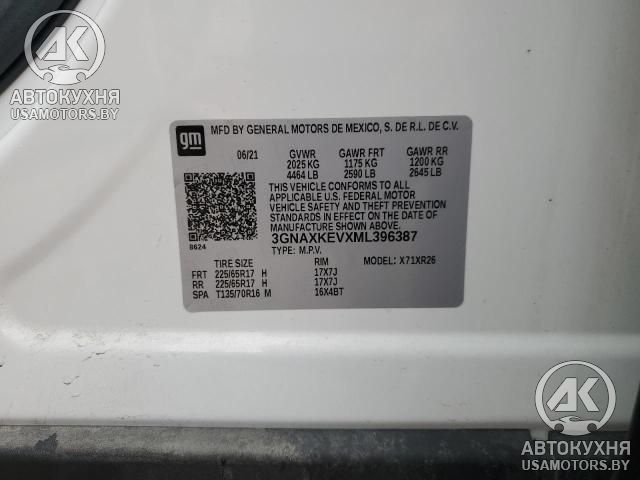 AK
АВТОКУХНЯ
USAMOTORS.BY
gm
MFD BY GENERAL MOTORS DE MEXICO, S. DE R.L. DE C.V.
06/21 GVWR GAWR FRT GAWR RR
2025 KG 1175 KG 1200 KG
4464 LB 2590 LB 2645 LB
THIS VEHICLE CONFORMS TO ALL
APPLICABLE U.S. FEDERAL MOTOR
VEHICLE SAFETY AND THEFT PREVENTION
STANDARDS IN EFFECT ON THE DATE OF
MANUFACTURE SHOWN ABOVE.
8624
3GNAXKEVXML396387
TYPE: M.P.V. MODEL: X71XR26
TIRE SIZE RIM
FRT 225/65R17 H 17X7J
RR 225/65R17 H 17X7J
SPA T135/70R16 M 16X4BT
AK
АВТОКУХНЯ
USAMOTORS.BY